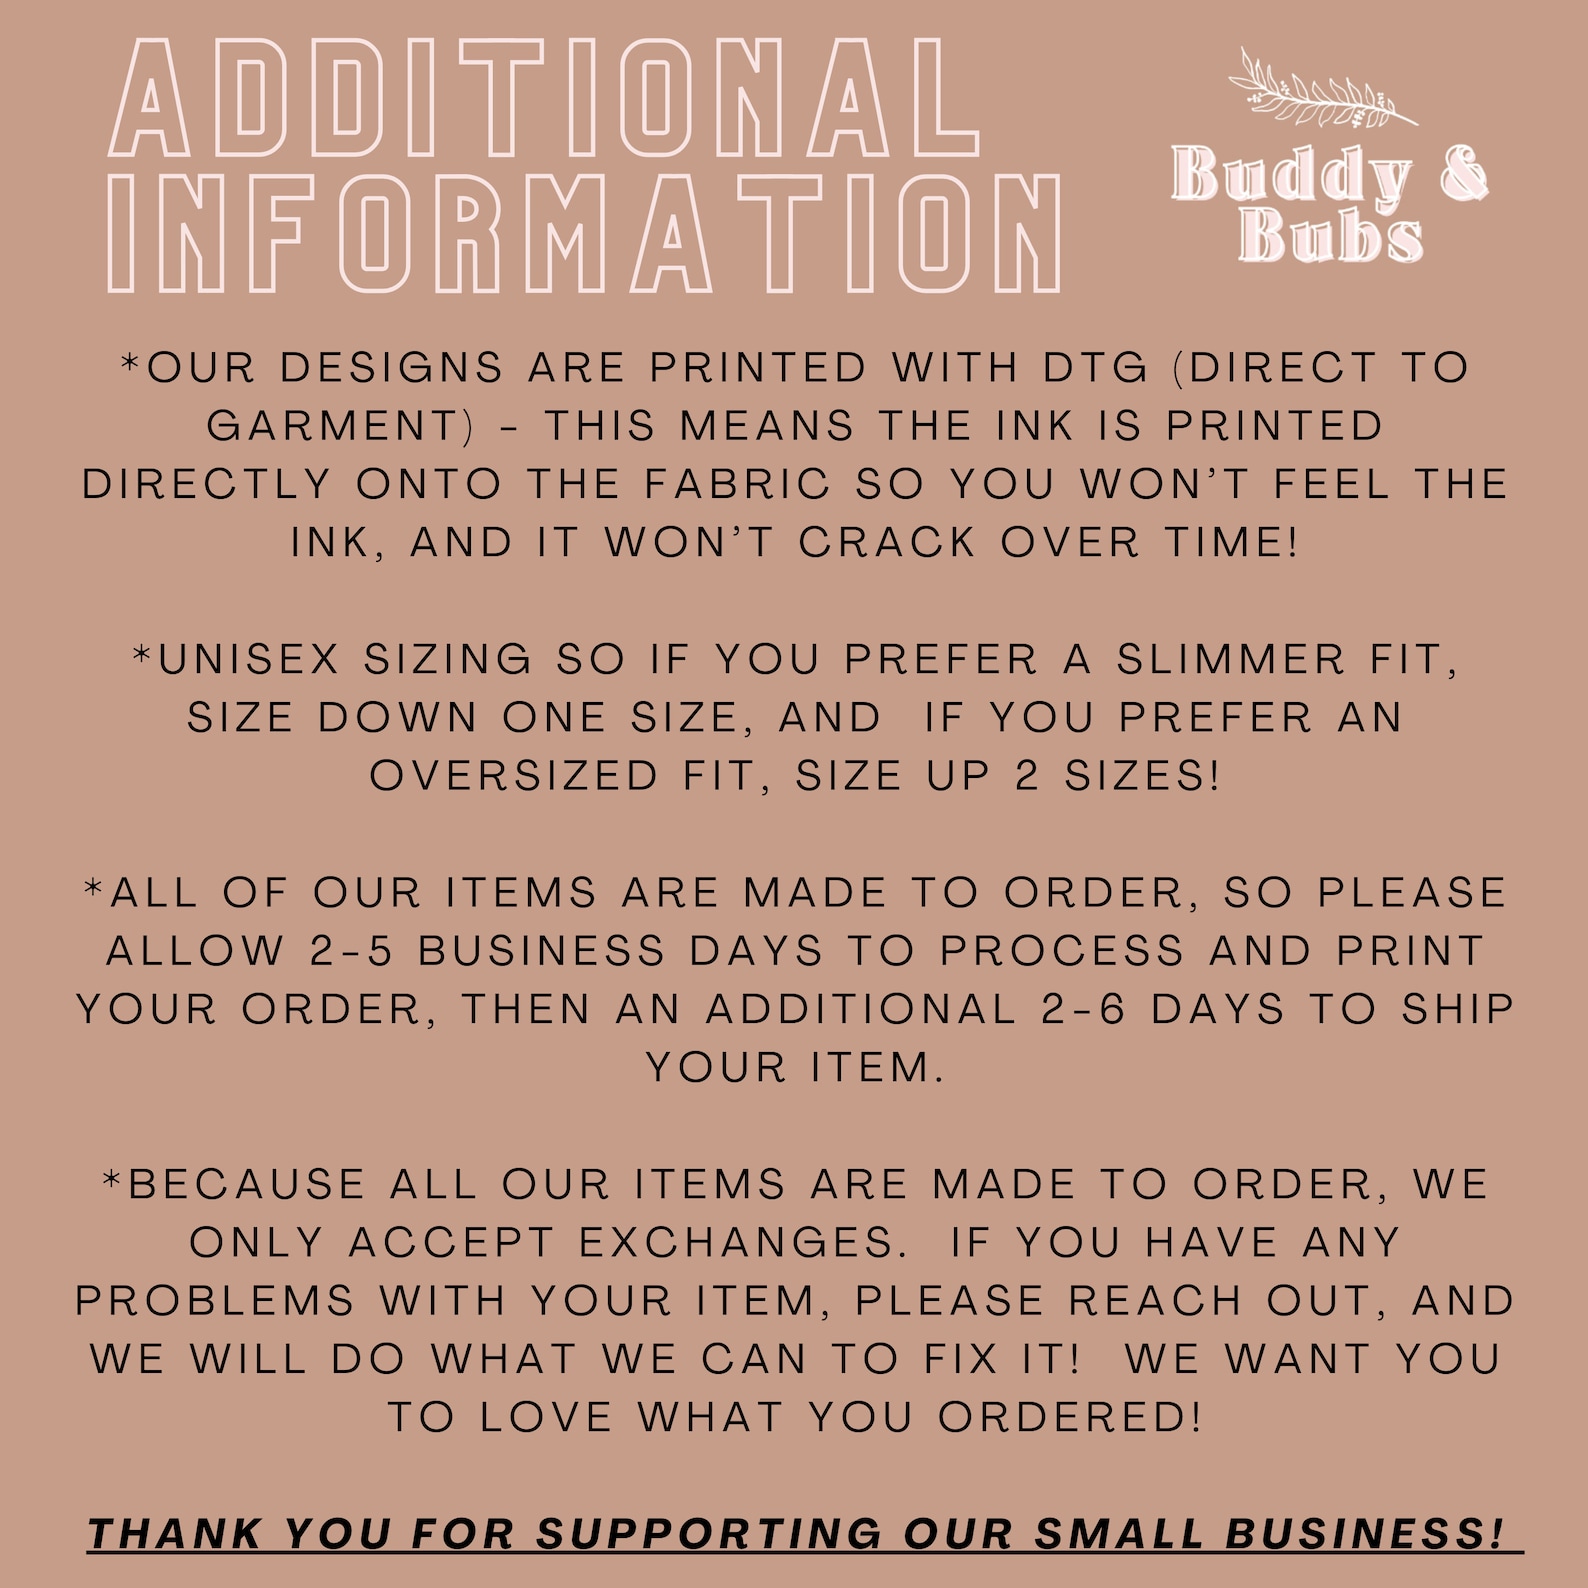 ADDITIONAL
INFORMATION
Buddy &
Bubs
*OUR DESIGNS ARE PRINTED WITH DTG (DIRECT TO
GARMENT) - THIS MEANS THE INK IS PRINTED
DIRECTLY ONTO THE FABRIC SO YOU WON'T FEEL THE
INK, AND IT WON'T CRACK OVER TIME!
*UNISEX SIZING SO IF YOU PREFER A SLIMMER FIT,
SIZE DOWN ONE SIZE, AND  IF YOU PREFER AN
OVERSIZED FIT, SIZE UP 2 SIZES!
*ALL OF OUR ITEMS ARE MADE TO ORDER, SO PLEASE
ALLOW 2-5 BUSINESS DAYS TO PROCESS AND PRINT
YOUR ORDER, THEN AN ADDITIONAL 2-6 DAYS TO SHIP
YOUR ITEM.
*BECAUSE ALL OUR ITEMS ARE MADE TO ORDER, WE
ONLY ACCEPT EXCHANGES.  IF YOU HAVE ANY
PROBLEMS WITH YOUR ITEM, PLEASE REACH OUT, AND
WE WILL DO WHAT WE CAN TO FIX IT!  WE WANT YOU
TO LOVE WHAT YOU ORDERED!
THANK YOU FOR SUPPORTING OUR SMALL BUSINESS!